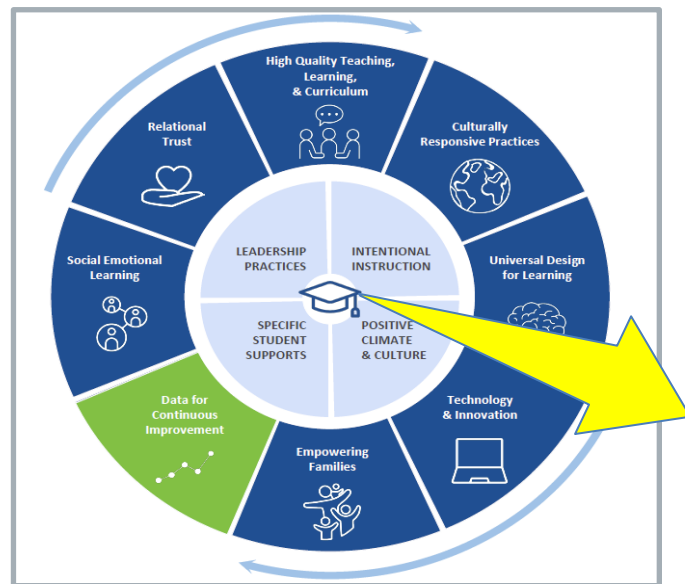 High Quality Teaching,
Learning,
& Curriculum
Relational
Trust
Culturally
Responsive Practices
Social Emotional
Learning
Universal Design
for Learning
LEADERSHIP
PRACTICES
INTENTIONAL
INSTRUCTION
SPECIFIC
STUDENT
SUPPORTS
POSITIVE
CLIMATE
& CULTURE
Data for
Continuous
Improvement
Technology
& Innovation
Empowering
Families